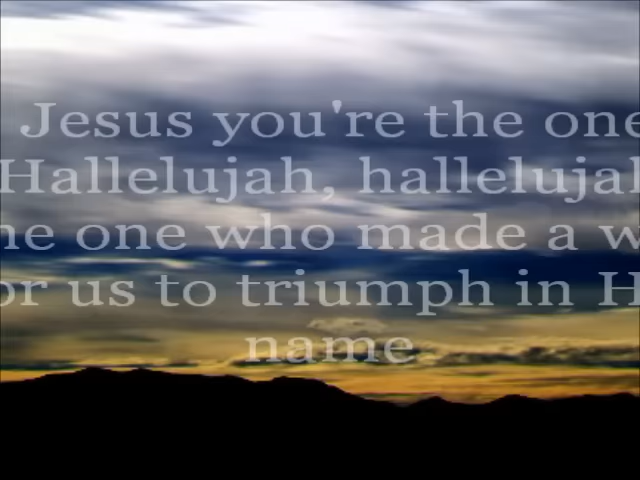 Jesus you're the one
Hallelujah, hallelujah
he one who made a w
or us to triumph in H
name